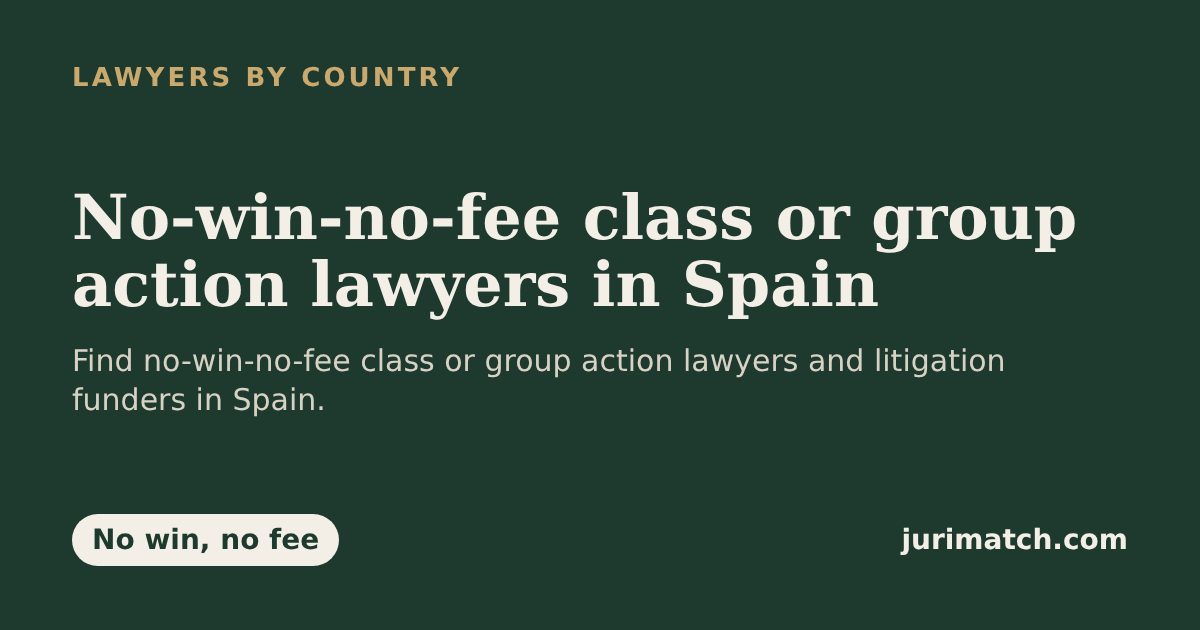 LAWYERS BY COUNTRY
No-win-no-fee class or group
action lawyers in Spain
Find no-win-no-fee class or group action lawyers and litigation
funders in Spain.
No win, no fee
jurimatch.com